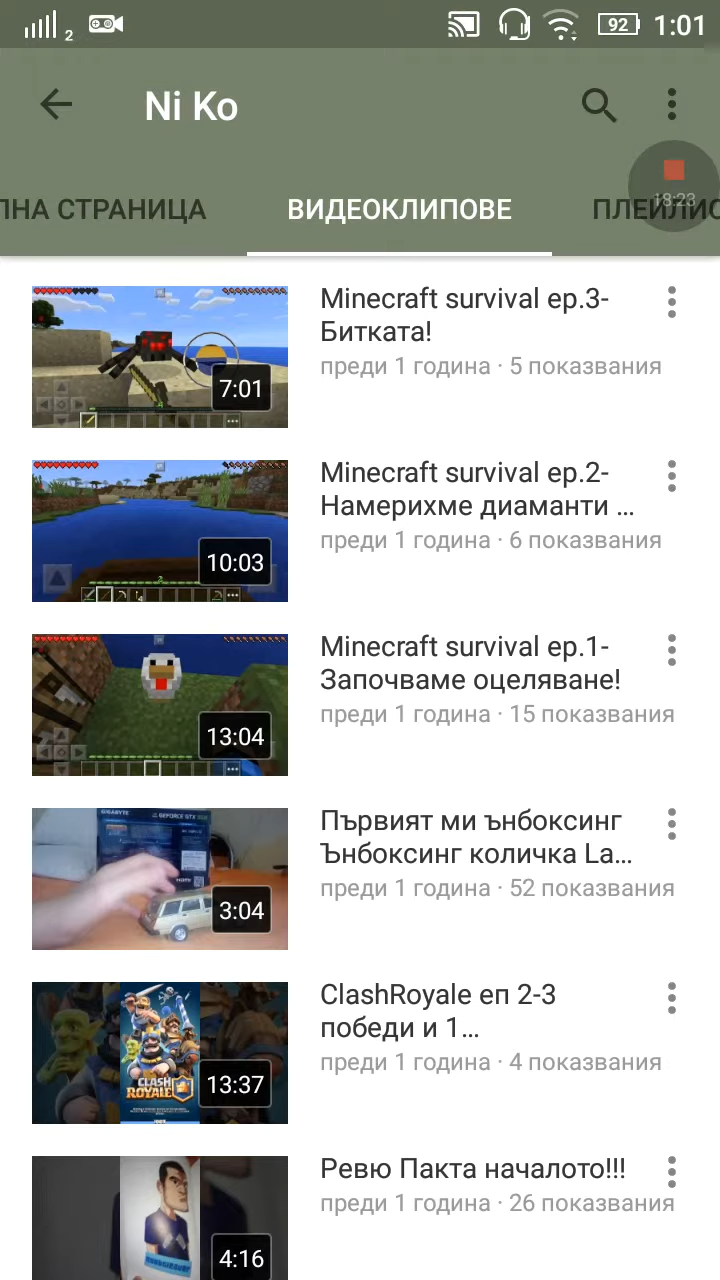 2
92
1:01
Ni Ko
ЛНА СТРАНИЦА
ВИДЕОКЛИПОВЕ
ПЛЕЙЛИС
18:23
Minecraft survival ep.3-
Битката!
преди 1 година · 5 показвания
7:01
Minecraft survival ep.2-
Намерихме диаманти ...
преди 1 година · 6 показвания
10:03
Minecraft survival ep.1-
Започваме оцеляване!
преди 1 година · 15 показвания
13:04
Първият ми ънбоксинг
Ънбоксинг количка La...
преди 1 година · 52 показвания
GIGABYTE
GEFORCE GTX
3:04
ClashRoyale еп 2-3
победи и 1...
преди 1 година · 4 показвания
CLASH
ROYALE
13:37
Ревю Пакта началото!!!
преди 1 година · 26 показвания
4:16